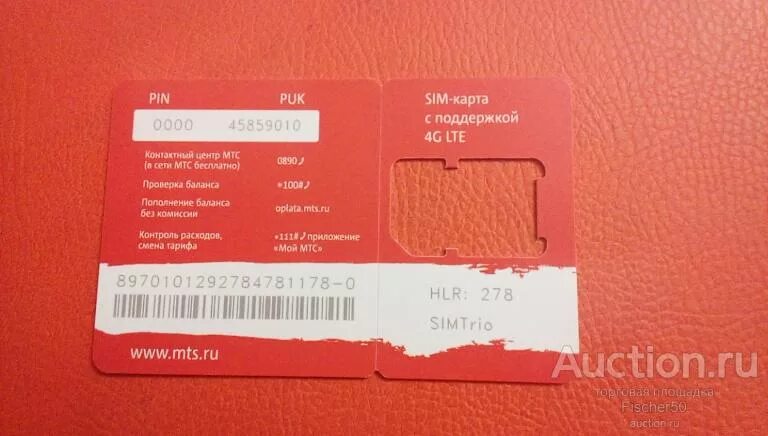 PIN PUK
0000 45859010
Контактный центр МТС
(в сети МТС бесплатно) 0890
Проверка баланса *100#
Пополнение баланса
без комиссии oplata.mts.ru
Контроль расходов,
смена тарифа
*111# приложение
«Мой МТС»
8970101292784781178-0
www.mts.ru
SIM-карта
с поддержкой
4G LTE
HLR: 278
SIMTrio
Auction.ru
торговая площадка
Fischer50
auction.ru